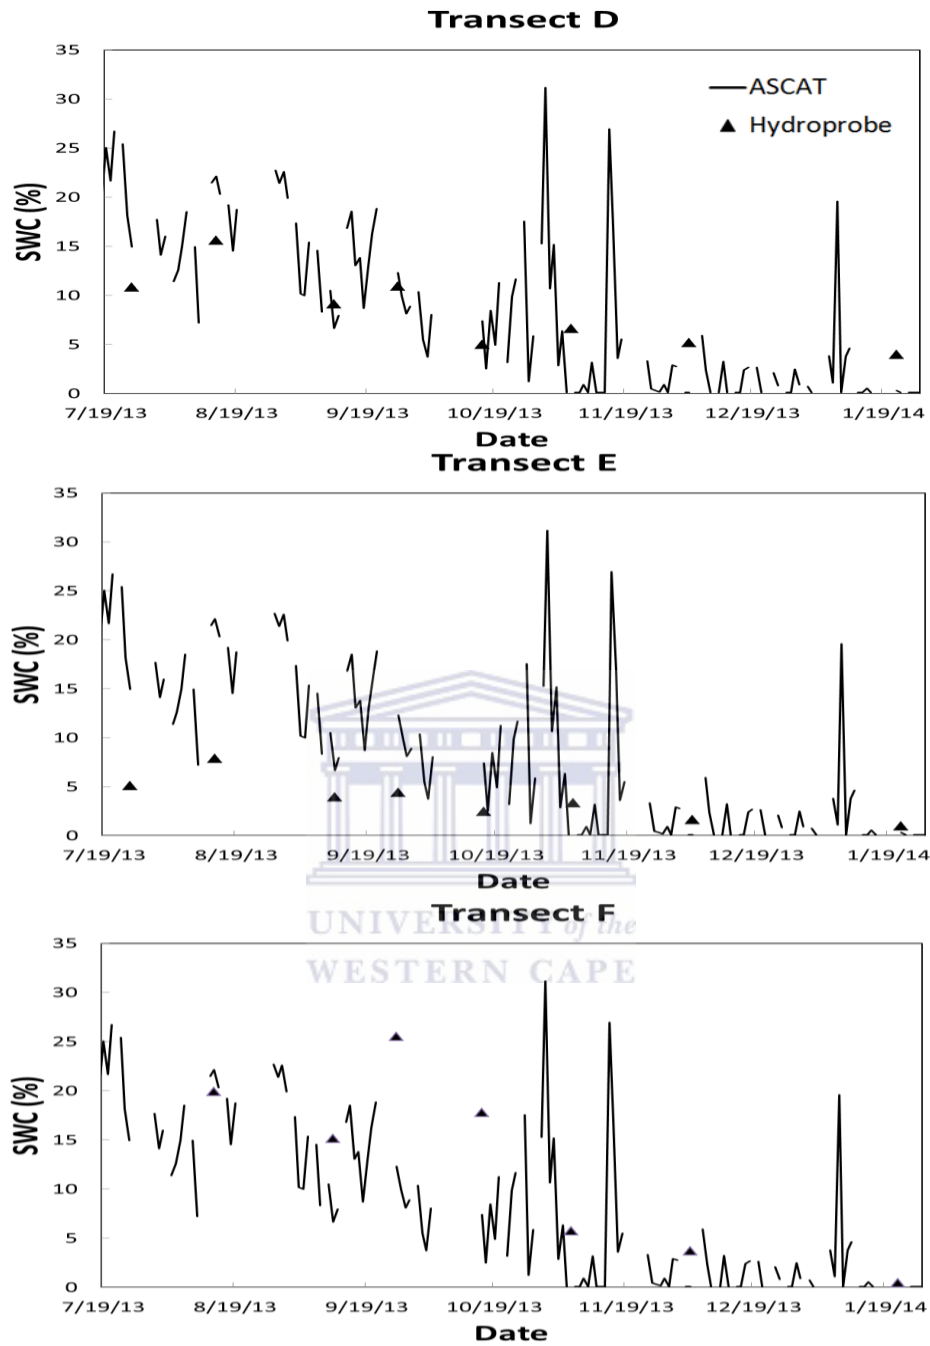 Transect D
35
30
25
20
15
10
5
0
SWC (%)
ASCAT
Hydroprobe
7/19/13 8/19/13 9/19/13 10/19/13 11/19/13 12/19/13 1/19/14
Date
Transect E
35
30
25
20
15
10
5
0
SWC (%)
7/19/13 8/19/13 9/19/13 10/19/13 11/19/13 12/19/13 1/19/14
Date
Transect F
UNIVERSITY of the
WESTERN CAPE
35
30
25
20
15
10
5
0
SWC (%)
7/19/13 8/19/13 9/19/13 10/19/13 11/19/13 12/19/13 1/19/14
Date